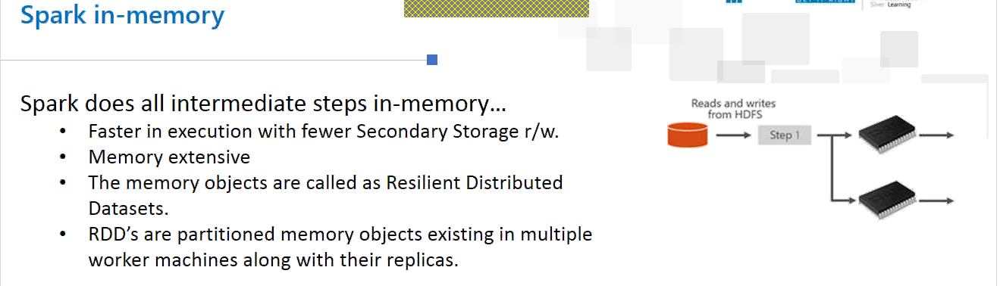 Spark in-memory
Silver Learning
Spark does all intermediate steps in-memory...
• Faster in execution with fewer Secondary Storage r/w.
• Memory extensive
• The memory objects are called as Resilient Distributed
Datasets.
• RDD’s are partitioned memory objects existing in multiple
worker machines along with their replicas.
Reads and writes
from HDFS
Step 1